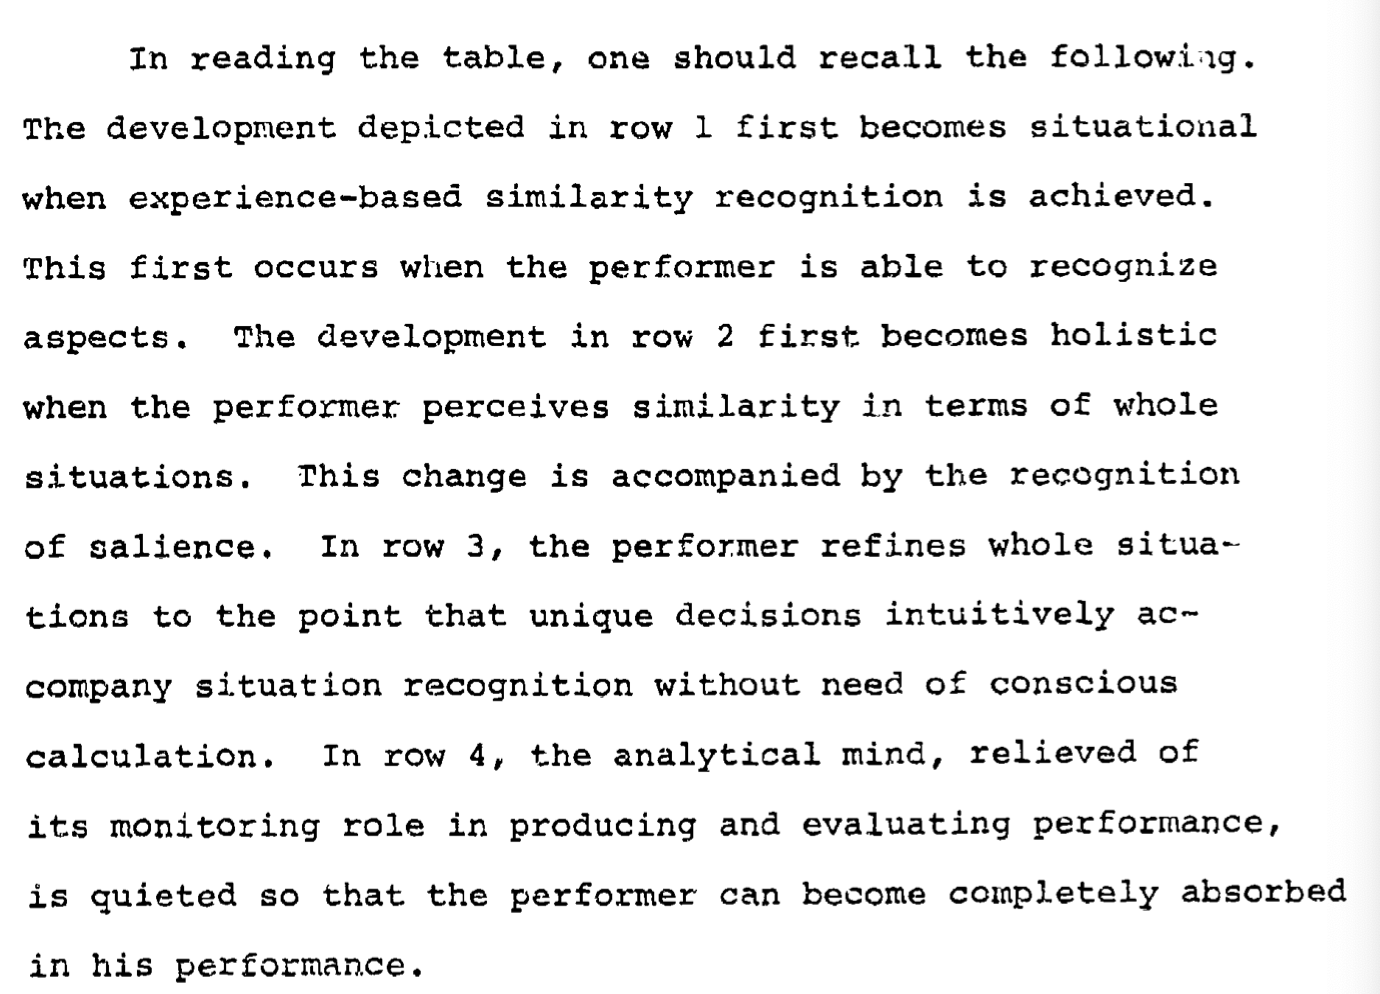 In reading the table, one should recall the following.
The development depicted in row 1 first becomes situational
when experience-based similarity recognition is achieved.
This first occurs when the performer is able to recognize
aspects. The development in row 2 first becomes holistic
when the performer perceives similarity in terms of whole
situations. This change is accompanied by the recognition
of salience. In row 3, the performer refines whole situa-
tions to the point that unique decisions intuitively ac-
company situation recognition without need of conscious
calculation. In row 4, the analytical mind, relieved of
its monitoring role in producing and evaluating performance,
is quieted so that the performer can become completely absorbed
in his performance.